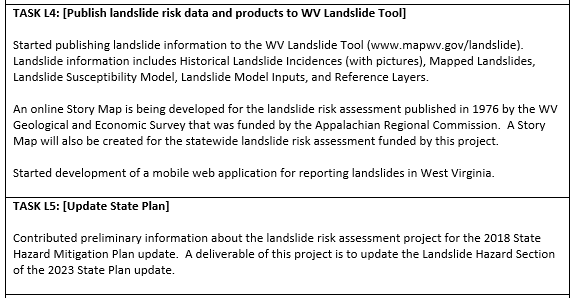 TASK L4: [Publish landslide risk data and products to WV Landslide Tool]
Started publishing landslide information to the WV Landslide Tool (www.mapwv.gov/landslide).
Landslide information includes Historical Landslide Incidences (with pictures), Mapped Landslides,
Landslide Susceptibility Model, Landslide Model Inputs, and Reference Layers.
An online Story Map is being developed for the landslide risk assessment published in 1976 by the WV
Geological and Economic Survey that was funded by the Appalachian Regional Commission.  A Story
Map will also be created for the statewide landslide risk assessment funded by this project.
Started development of a mobile web application for reporting landslides in West Virginia.
TASK L5: [Update State Plan]
Contributed preliminary information about the landslide risk assessment project for the 2018 State
Hazard Mitigation Plan update.  A deliverable of this project is to update the Landslide Hazard Section
of the 2023 State Plan update.